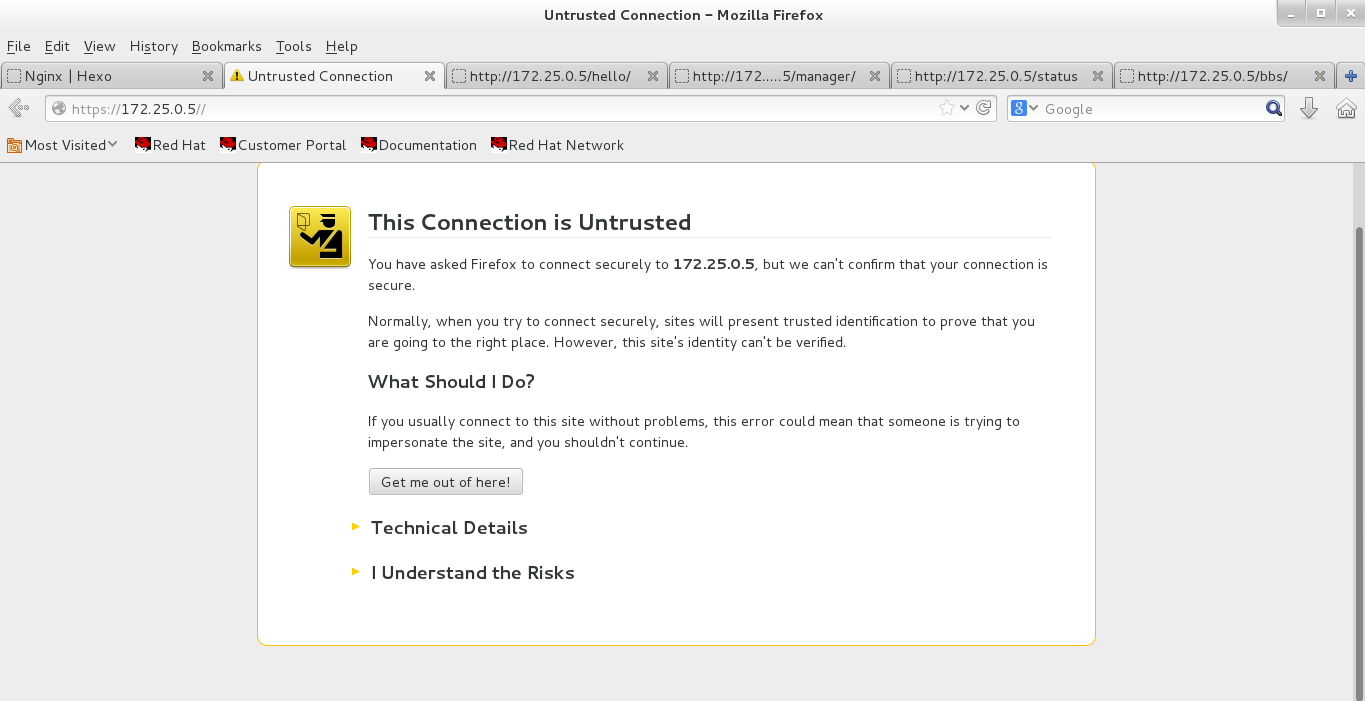 Untrusted Connection - Mozilla Firefox
File Edit View History Bookmarks Tools Help
Nginx | Hexo
Untrusted Connection
http://172.25.0.5/hello/
http://172.....5/manager/
http://172.25.0.5/status
http://172.25.0.5/bbs/
https://172.25.0.5//
Google
Most Visited Red Hat Customer Portal Documentation Red Hat Network
This Connection is Untrusted
You have asked Firefox to connect securely to 172.25.0.5, but we can't confirm that your connection is
secure.
Normally, when you try to connect securely, sites will present trusted identification to prove that you
are going to the right place. However, this site's identity can't be verified.
What Should I Do?
If you usually connect to this site without problems, this error could mean that someone is trying to
impersonate the site, and you shouldn't continue.
Get me out of here!
Technical Details
I Understand the Risks